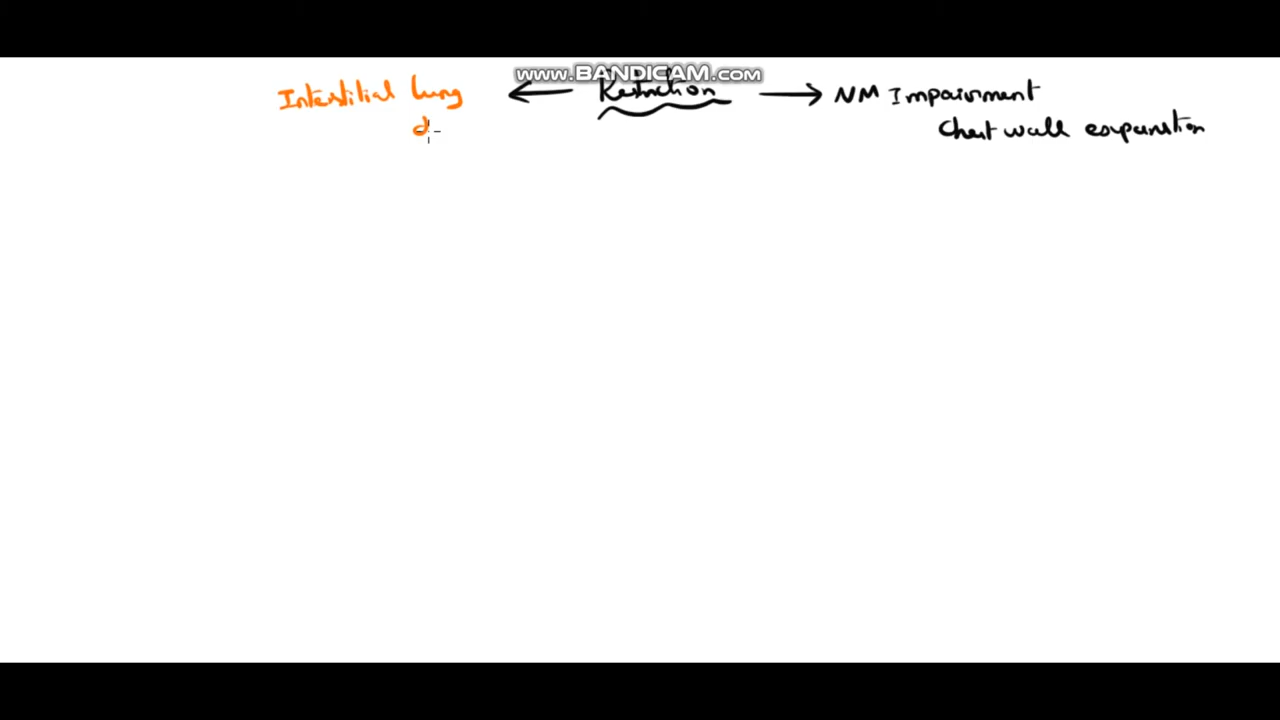 www.BANDICAM.com
Interstitial lung ← Restriction → NM Impairment
d
Chest wall expansion